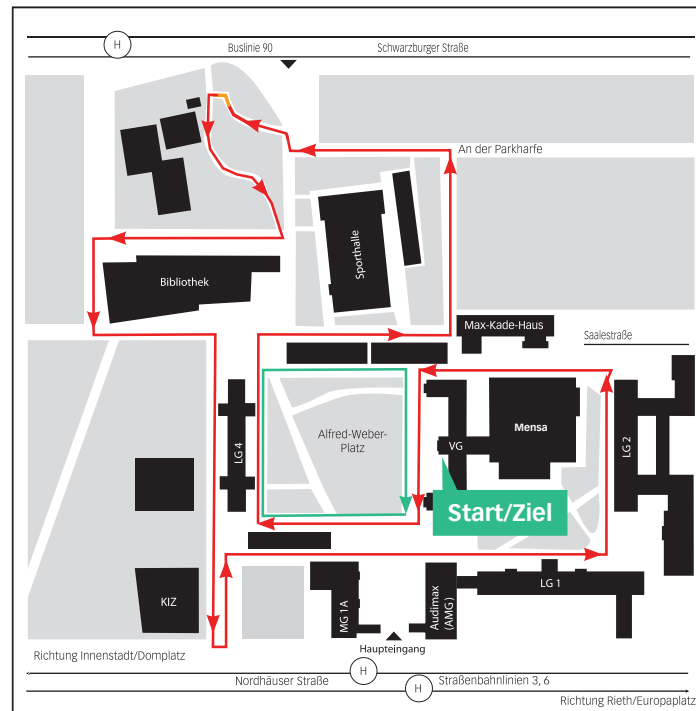 H
Buslinie 90
Schwarzburger Straße
An der Parkharfe
Sporthalle
Bibliothek
Max-Kade-Haus
Saalestraße
Alfred-Weber-
Platz
LG 4
VG
Mensa
LG 2
Start/Ziel
KIZ
MG 1A
Audimax
(AMG)
LG 1
Haupteingang
Richtung Innenstadt/Domplatz
Nordhäuser Straße
H
H
Straßenbahnlinien 3, 6
Richtung Rieth/Europaplatz